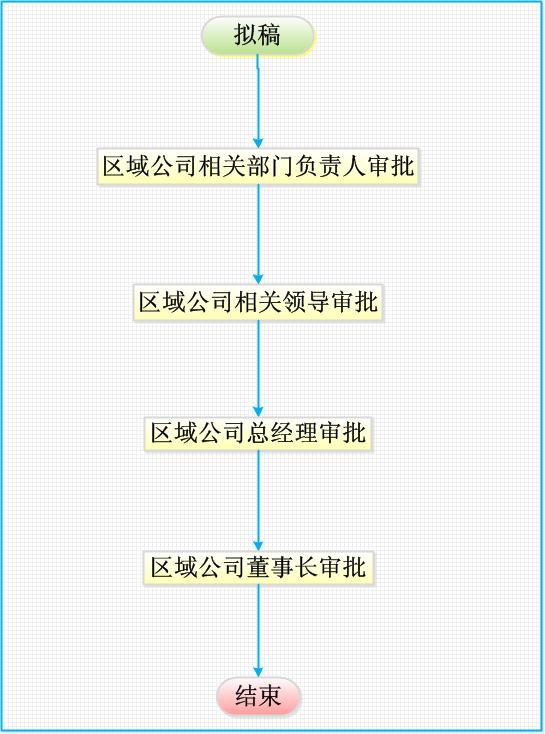 拟稿
区域公司相关部门负责人审批
区域公司相关领导审批
区域公司总经理审批
区域公司董事长审批
结束